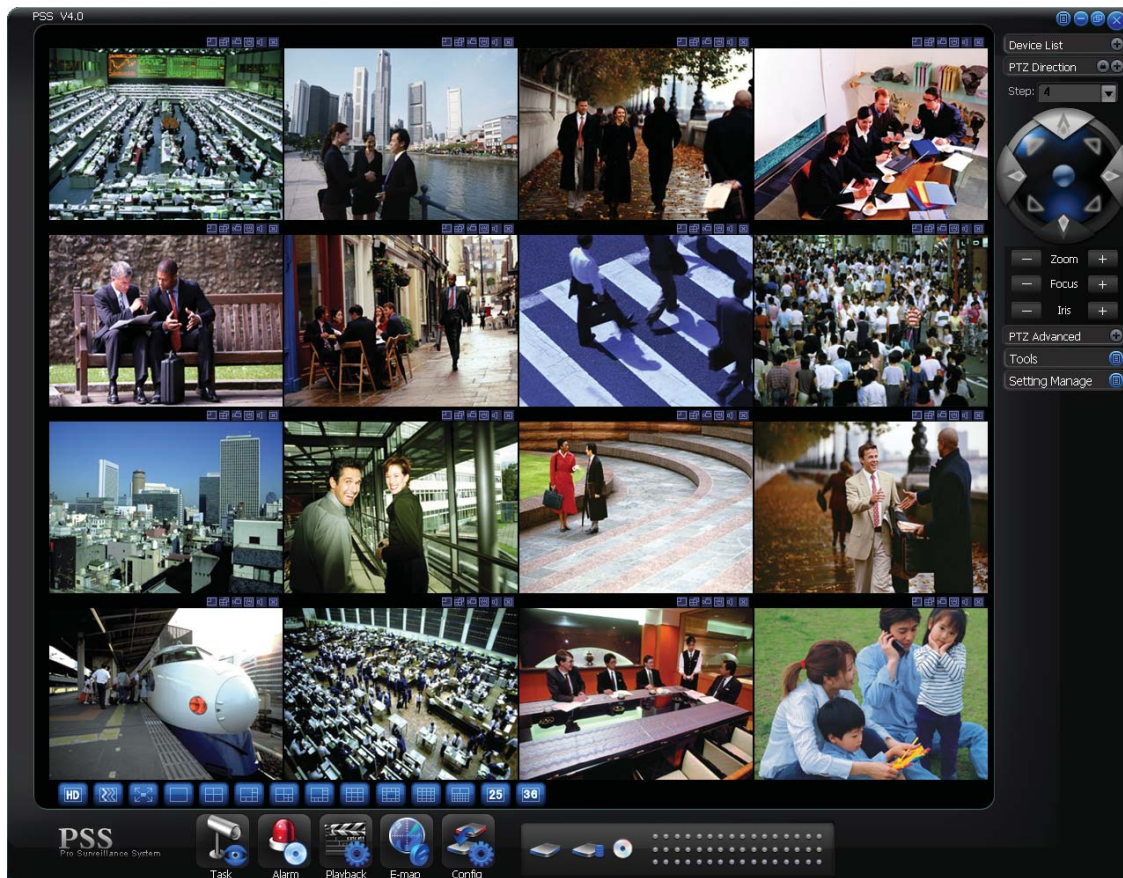 PSS V4.0
Device List
PTZ Direction
Step: 4
Zoom
Focus
Iris
PTZ Advanced
Tools
Setting Manage
HD
25
36
PSS
Pro Surveillance System
Task
Alarm
Playback
E-map
Config